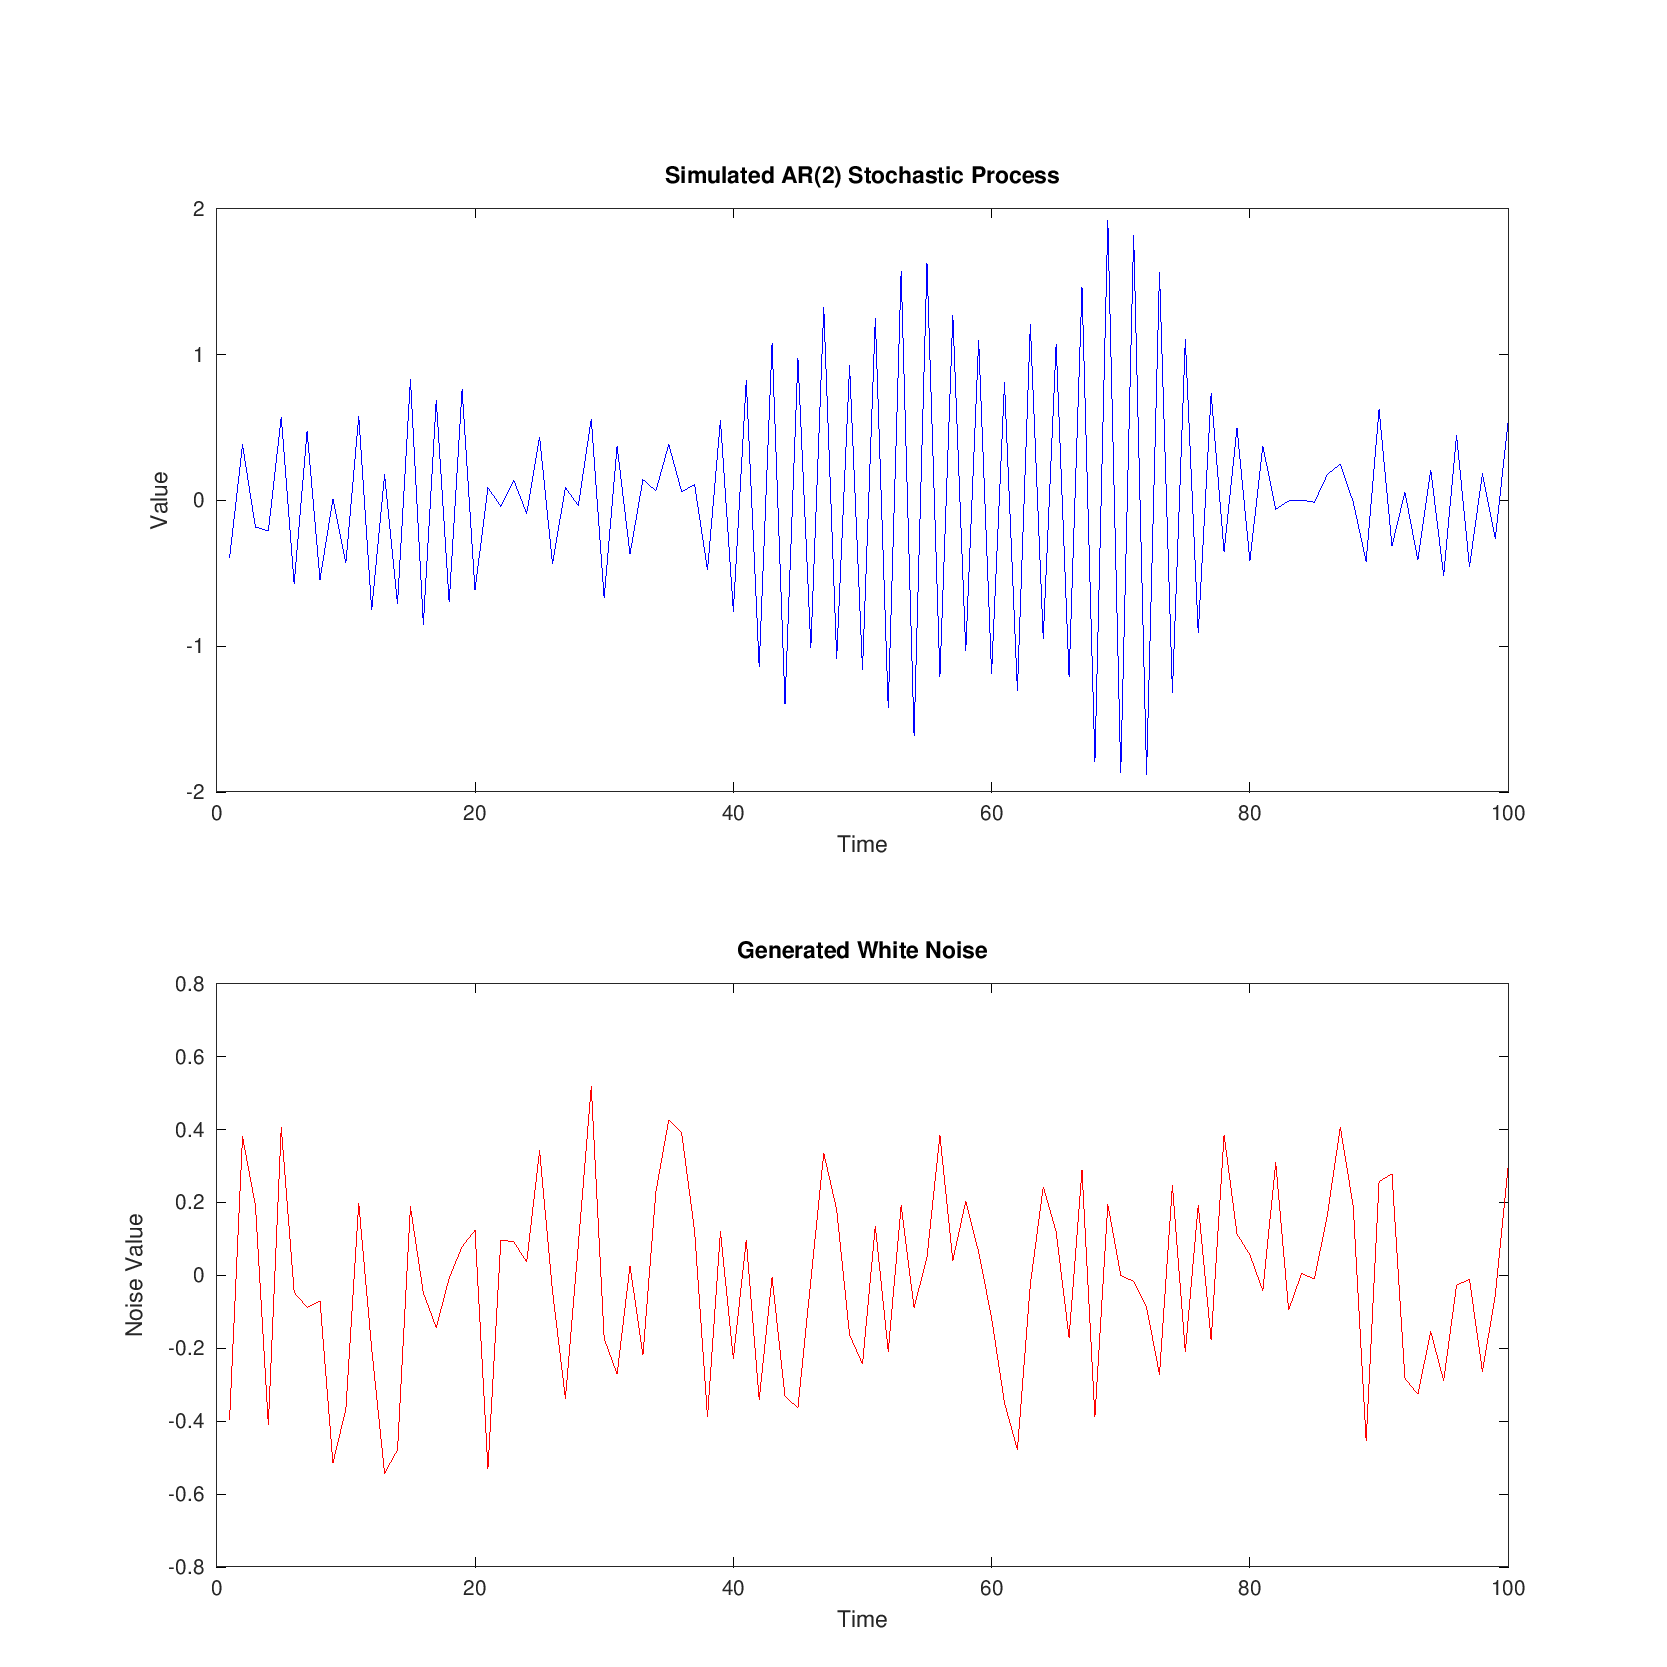 Simulated AR(2) Stochastic Process
2
1
0
-1
-2
Value
0 20 40 60 80 100
Time
Generated White Noise
0.8
0.6
0.4
0.2
0
-0.2
-0.4
-0.6
-0.8
Noise Value
0 20 40 60 80 100
Time